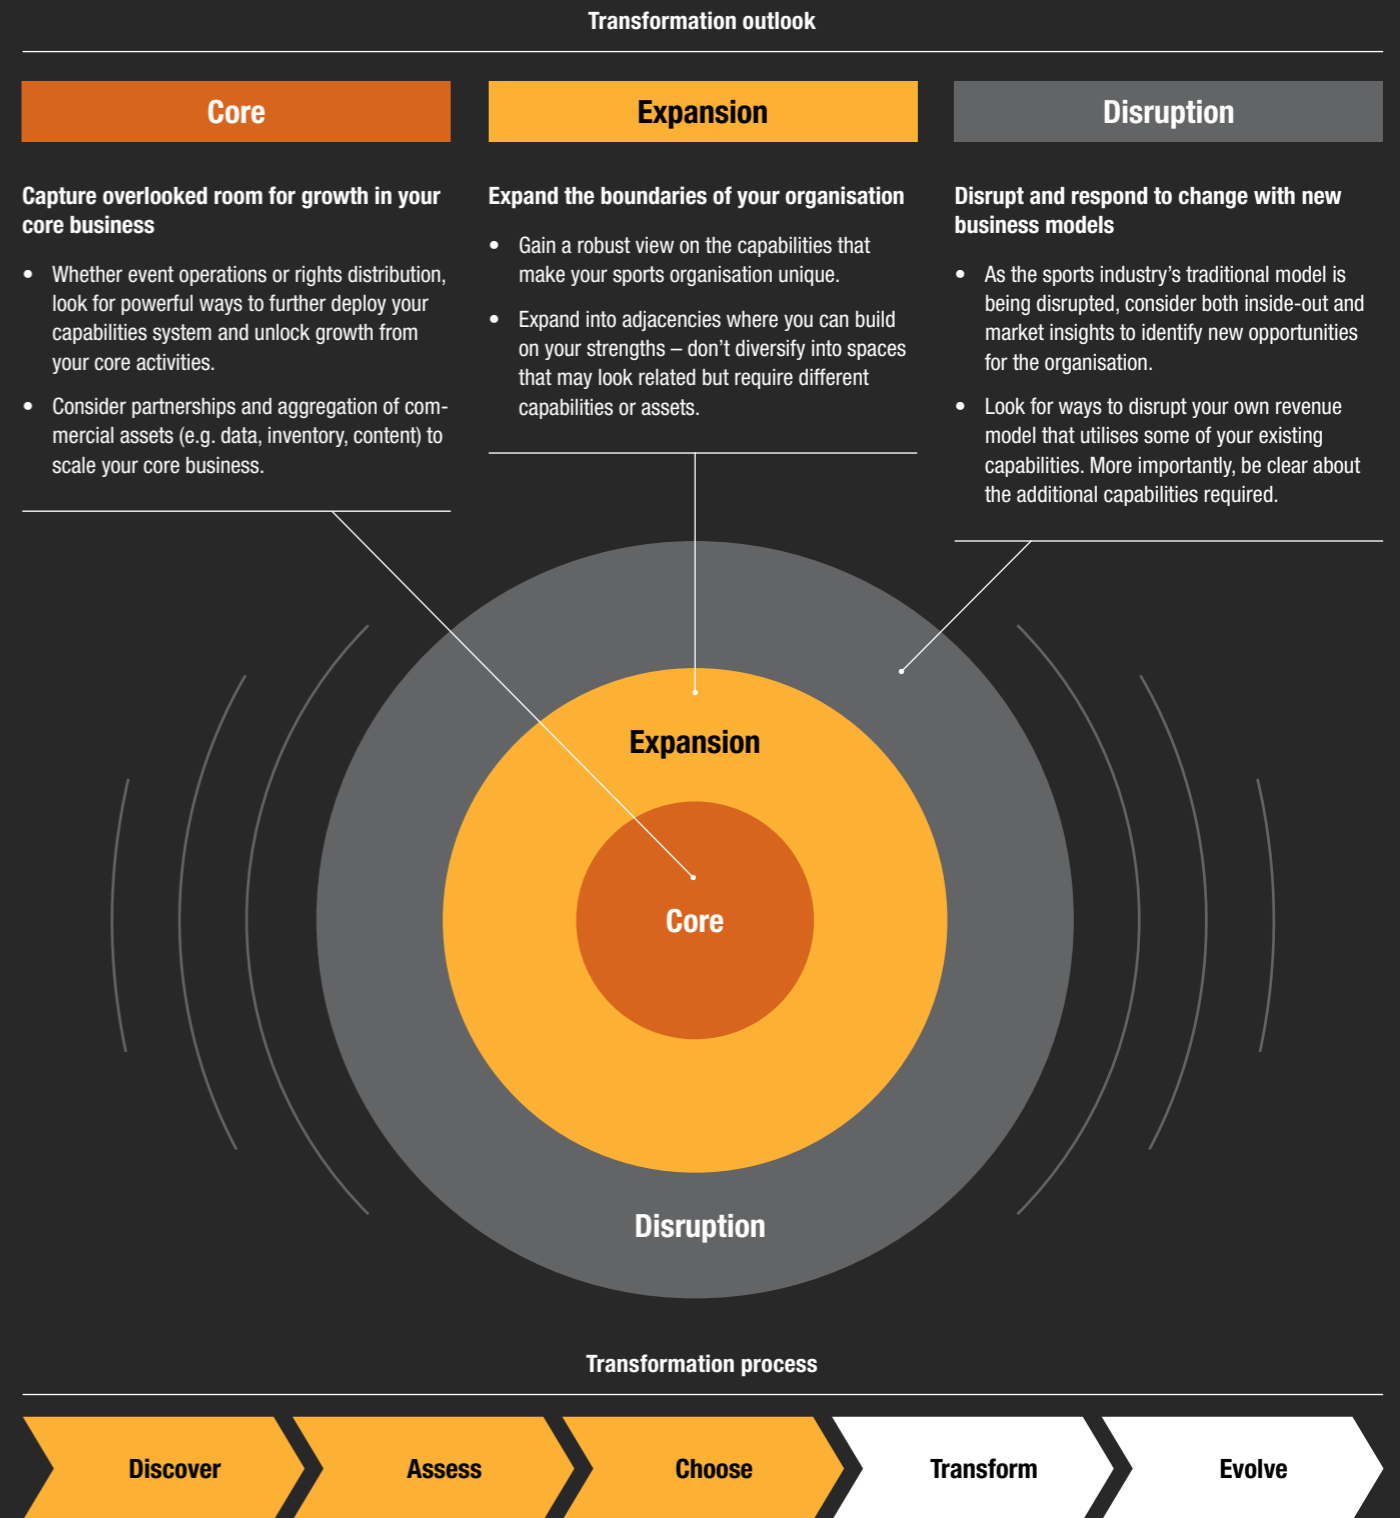 Transformation outlook
Core
Expansion
Disruption
Capture overlooked room for growth in your
core business
• Whether event operations or rights distribution,
look for powerful ways to further deploy your
capabilities system and unlock growth from
your core activities.
• Consider partnerships and aggregation of com-
mercial assets (e.g. data, inventory, content) to
scale your core business.
Expand the boundaries of your organisation
• Gain a robust view on the capabilities that
make your sports organisation unique.
• Expand into adjacencies where you can build
on your strengths – don’t diversify into spaces
that may look related but require different
capabilities or assets.
Disrupt and respond to change with new
business models
• As the sports industry’s traditional model is
being disrupted, consider both inside-out and
market insights to identify new opportunities
for the organisation.
• Look for ways to disrupt your own revenue
model that utilises some of your existing
capabilities. More importantly, be clear about
the additional capabilities required.
Expansion
Core
Disruption
Transformation process
Discover
Assess
Choose
Transform
Evolve